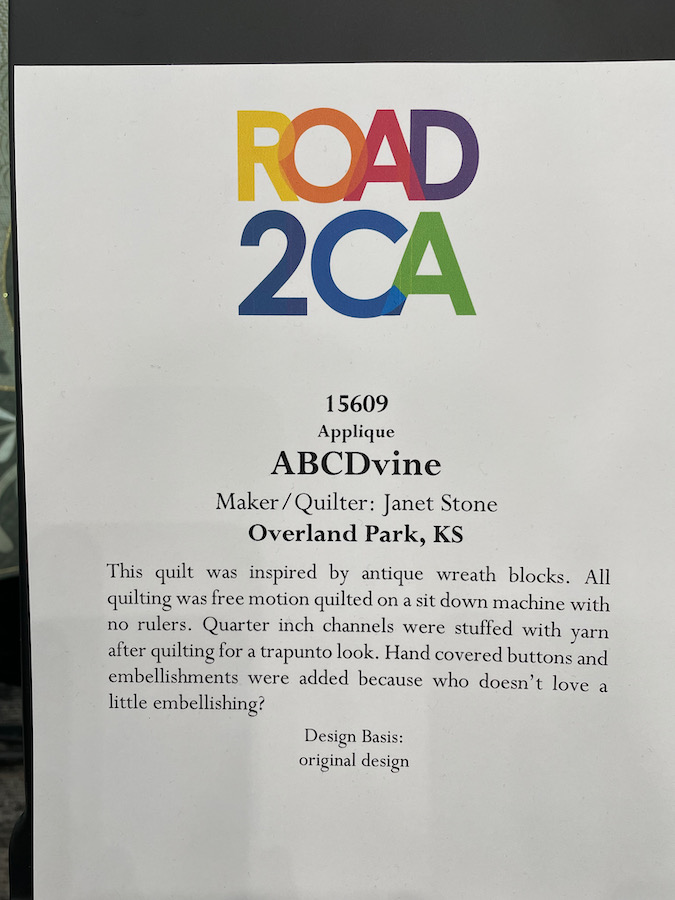 ROAD
2CA
15609
Applique
ABCDvine
Maker/Quilter: Janet Stone
Overland Park, KS
This quilt was inspired by antique wreath blocks. All
quilting was free motion quilted on a sit down machine with
no rulers. Quarter inch channels were stuffed with yarn
after quilting for a trapunto look. Hand covered buttons and
embellishments were added because who doesn't love a
little embellishing?
Design Basis:
original design